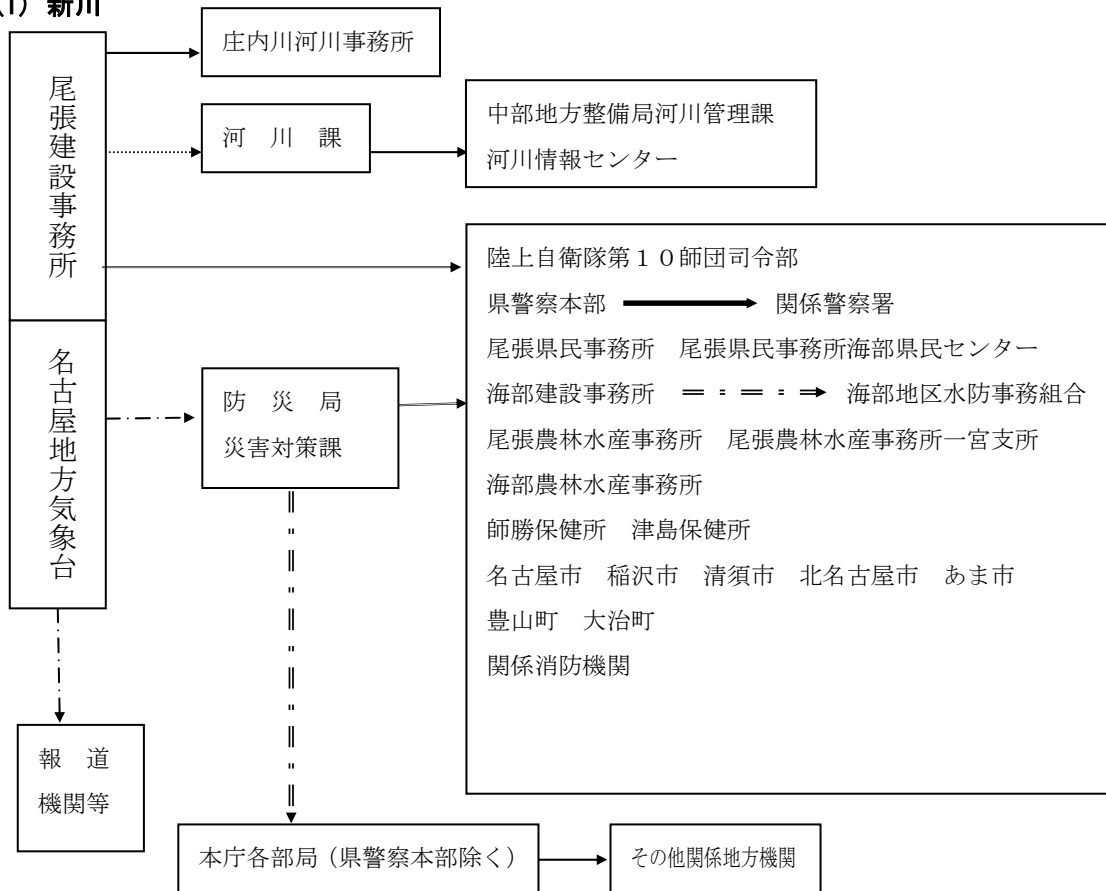 (1) 新川
尾張建設事務所
名古屋地方気象台
庄内川河川事務所
河　川　課
中部地方整備局河川管理課
河川情報センター
陸上自衛隊第１０師団司令部
県警察本部　関係警察署
尾張県民事務所　尾張県民事務所海部県民センター
海部建設事務所　海部地区水防事務組合
尾張農林水産事務所　尾張農林水産事務所一宮支所
海部農林水産事務所
師勝保健所　津島保健所
名古屋市　稲沢市　清須市　北名古屋市　あま市
豊山町　大治町
関係消防機関
防　災　局
災害対策課
報　道
機関等
本庁各部局（県警察本部除く）
その他関係地方機関